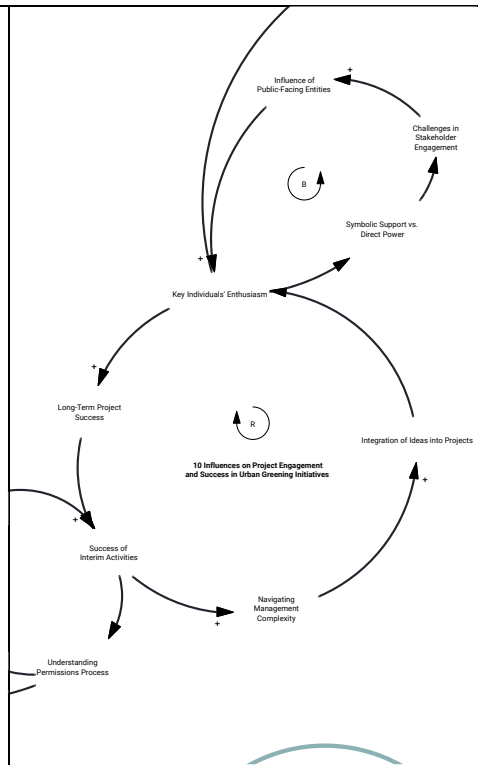 +
Influence of
Public-Facing Entities
Challenges in
Stakeholder
Engagement
B
Symbolic Support vs.
Direct Power
+
Key Individuals' Enthusiasm
+
Long-Term Project
Success
R
Integration of Ideas into Projects
10 Influences on Project Engagement
and Success in Urban Greening Initiatives
+
+
Success of
Interim Activities
Navigating
Management
Complexity
+
Understanding
Permissions Process